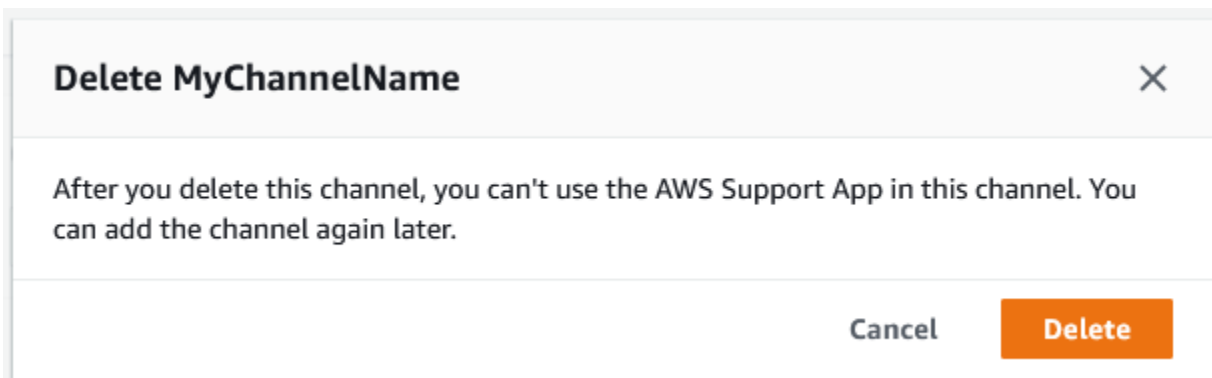 Delete MyChannelName
After you delete this channel, you can't use the AWS Support App in this channel. You
can add the channel again later.
Cancel Delete